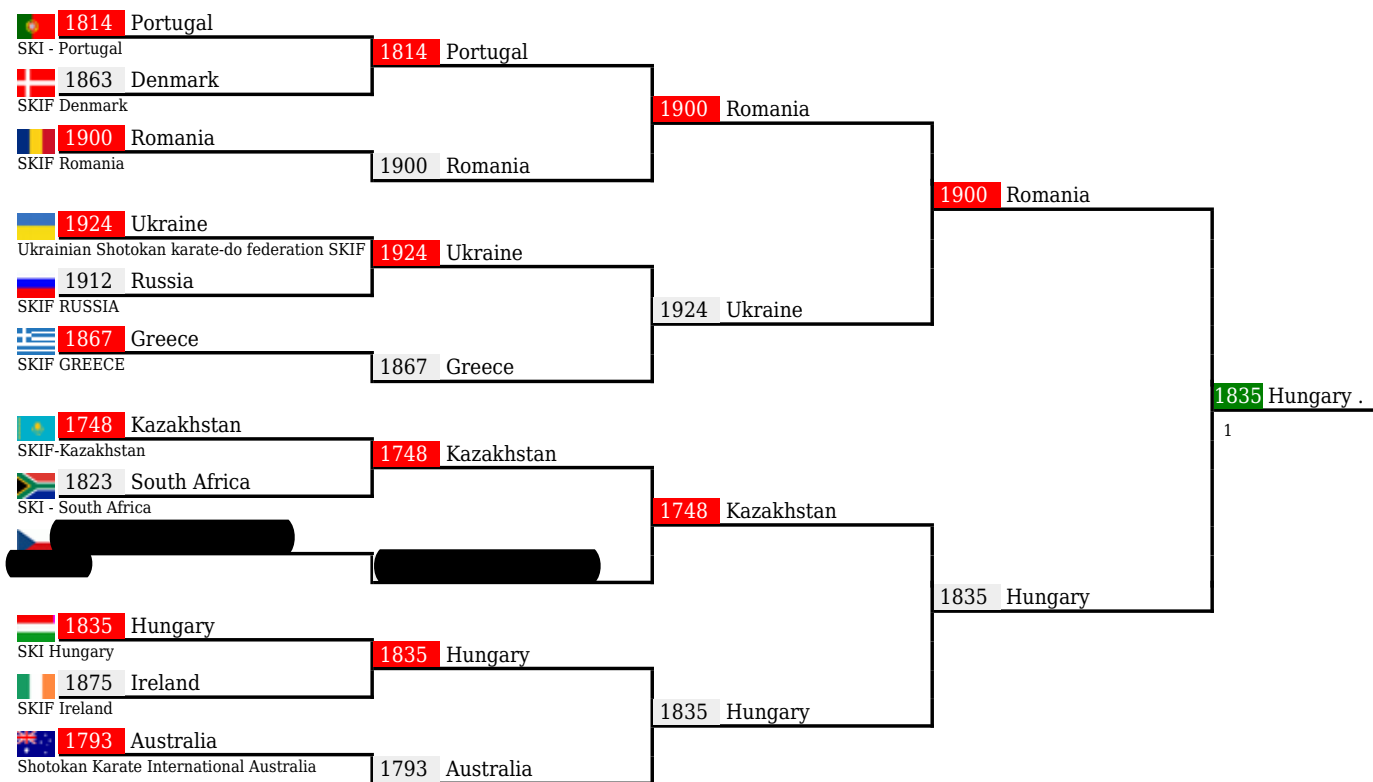 1814 Portugal
SKI - Portugal
1863 Denmark
SKIF Denmark
1900 Romania
SKIF Romania
1924 Ukraine
Ukrainian Shotokan karate-do federation SKIF
1912 Russia
SKIF RUSSIA
1867 Greece
SKIF GREECE
1748 Kazakhstan
SKIF-Kazakhstan
1823 South Africa
SKI - South Africa
1835 Hungary
SKI Hungary
1875 Ireland
SKIF Ireland
1793 Australia
Shotokan Karate International Australia
1814 Portugal
1900 Romania
1924 Ukraine
1867 Greece
1748 Kazakhstan
1835 Hungary
1793 Australia
1900 Romania
1924 Ukraine
1748 Kazakhstan
1835 Hungary
1900 Romania
1835 Hungary
1835 Hungary .
1